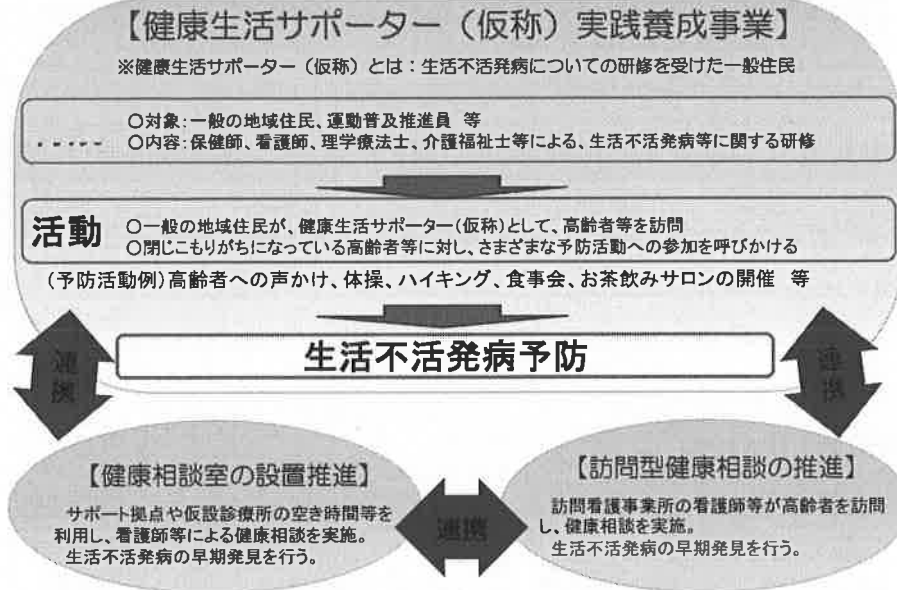 【健康生活サポーター（仮称）実践養成事業】
※健康生活サポーター（仮称）とは：生活不活発病についての研修を受けた一般住民
○対象：一般の地域住民、運動普及推進員 等
○内容：保健師、看護師、理学療法士、介護福祉士等による、生活不活発病等に関する研修
活動
○一般の地域住民が、健康生活サポーター(仮称)として、高齢者等を訪問
○閉じこもりがちになっている高齢者等に対し、さまざまな予防活動への参加を呼びかける
(予防活動例)高齢者への声かけ、体操、ハイキング、食事会、お茶飲みサロンの開催 等
生活不活発病予防
連携
連携
【健康相談室の設置推進】
サポート拠点や仮設診療所の空き時間等を
利用し、看護師等による健康相談を実施。
生活不活発病の早期発見を行う。
連携
【訪問型健康相談の推進】
訪問看護事業所の看護師等が高齢者を訪問
し、健康相談を実施。
生活不活発病の早期発見を行う。